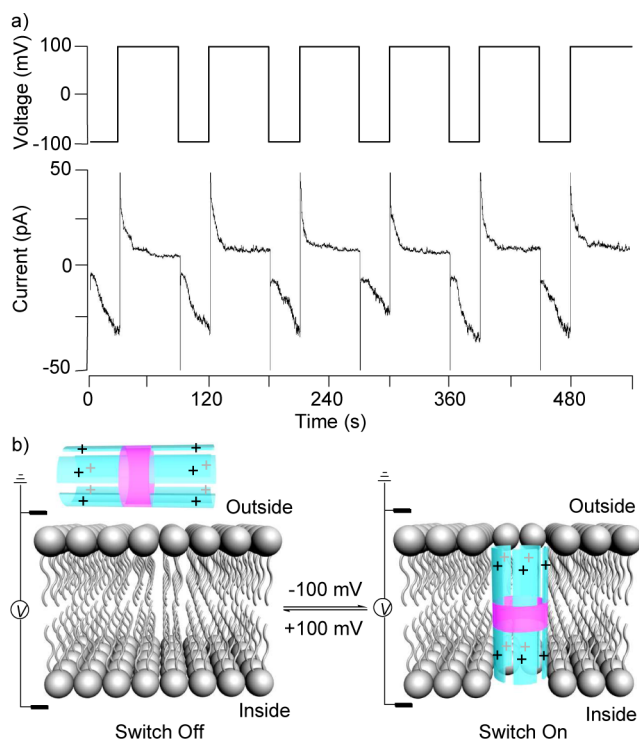 a)
Voltage (mV)
100
0
-100
Current (pA)
50
0
-50
0 120 240 360 480
Time (s)
b)
+ + + + + + + +
Outside Outside
V -100 mV V
+100 mV
+ + + + + + + +
Inside Inside
Switch Off Switch On